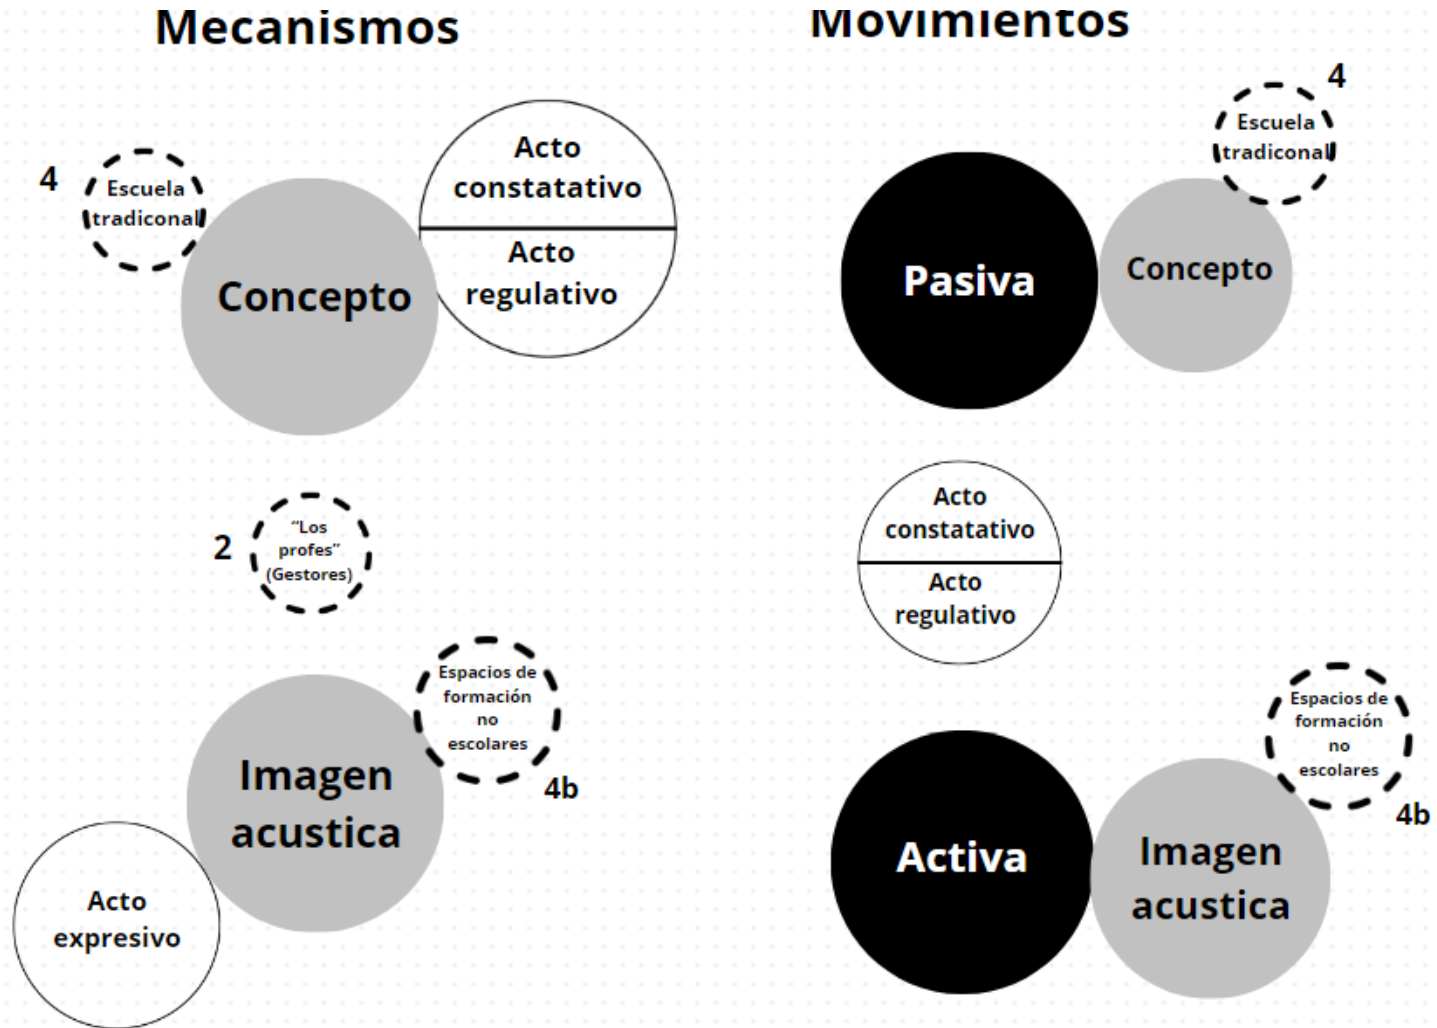 Mecanismos
4
Escuela
tradiconal
Concepto
Acto
constatativo
Acto
regulativo
2
“Los
profes”
(Gestores)
Espacios de
formación
no
escolares
4b
Imagen
acustica
Acto
expresivo
Movimientos
4
Escuela
tradiconal
Pasiva
Concepto
Acto
constatativo
Acto
regulativo
Espacios de
formación
no
escolares
4b
Activa
Imagen
acustica